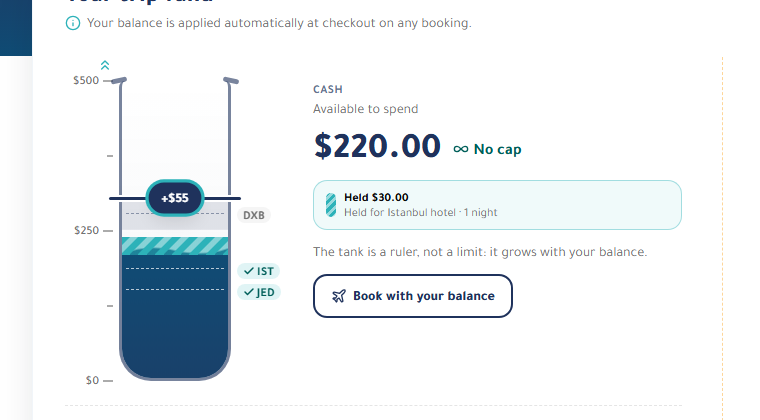 Your balance is applied automatically at checkout on any booking.
$500
+$55
DXB
$250
IST
JED
$0
CASH
Available to spend
$220.00
∞ No cap
Held $30.00
Held for Istanbul hotel · 1 night
The tank is a ruler, not a limit: it grows with your balance.
Book with your balance